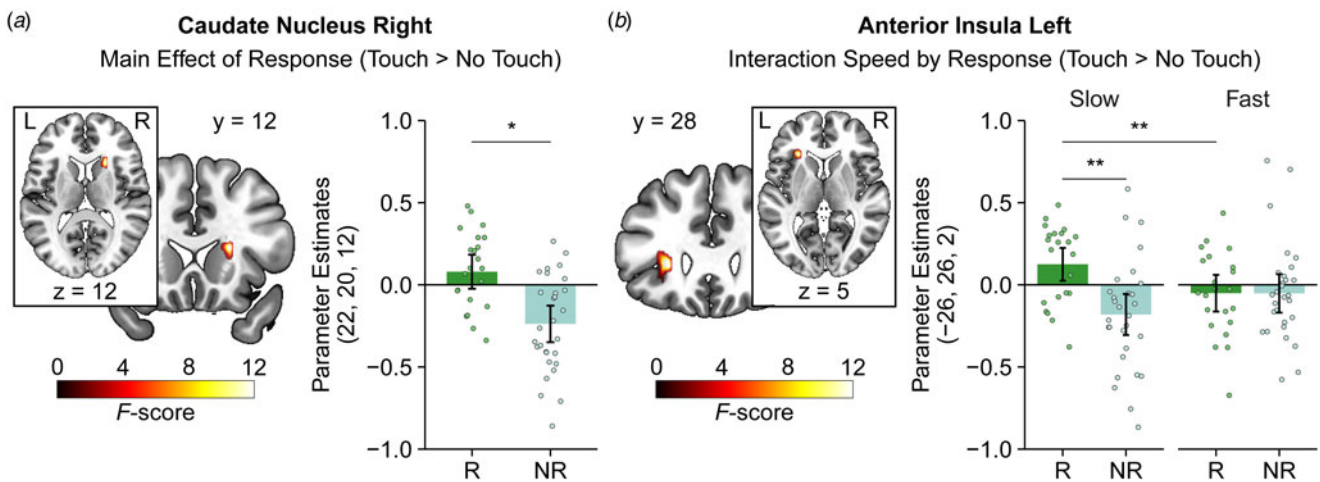 (a) Caudate Nucleus Right
Main Effect of Response (Touch > No Touch)
L R
y = 12
z = 12
0 4 8 12
F-score
Parameter Estimates
(22, 20, 12)
1.0
0.5
0.0
−0.5
−1.0
*
R NR
(b) Anterior Insula Left
Interaction Speed by Response (Touch > No Touch)
y = 28
L R
z = 5
0 4 8 12
F-score
Parameter Estimates
(−26, 26, 2)
Slow Fast
1.0
0.5
0.0
−0.5
−1.0
**
**
R NR R NR